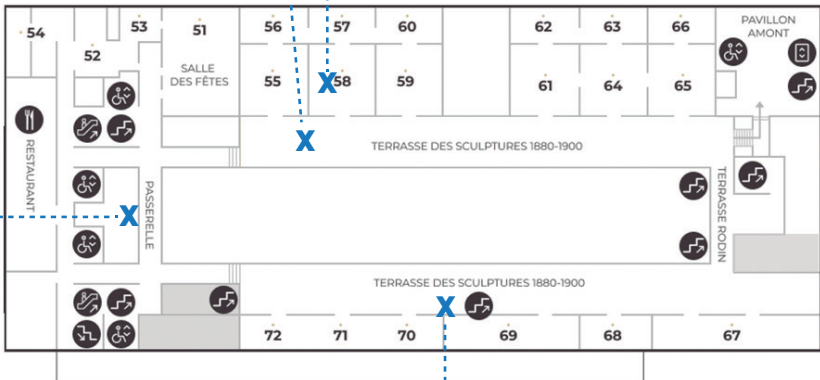 54
53
52
51
SALLE
DES FÊTES
56
57
60
62
63
66
PAVILLON
AMONT
55
X
58
59
61
64
65
X
TERRASSE DES SCULPTURES 1880-1900
RESTAURANT
PASSERELLE
X
TERRASSE RODIN
TERRASSE DES SCULPTURES 1880-1900
X
72
71
70
69
68
67